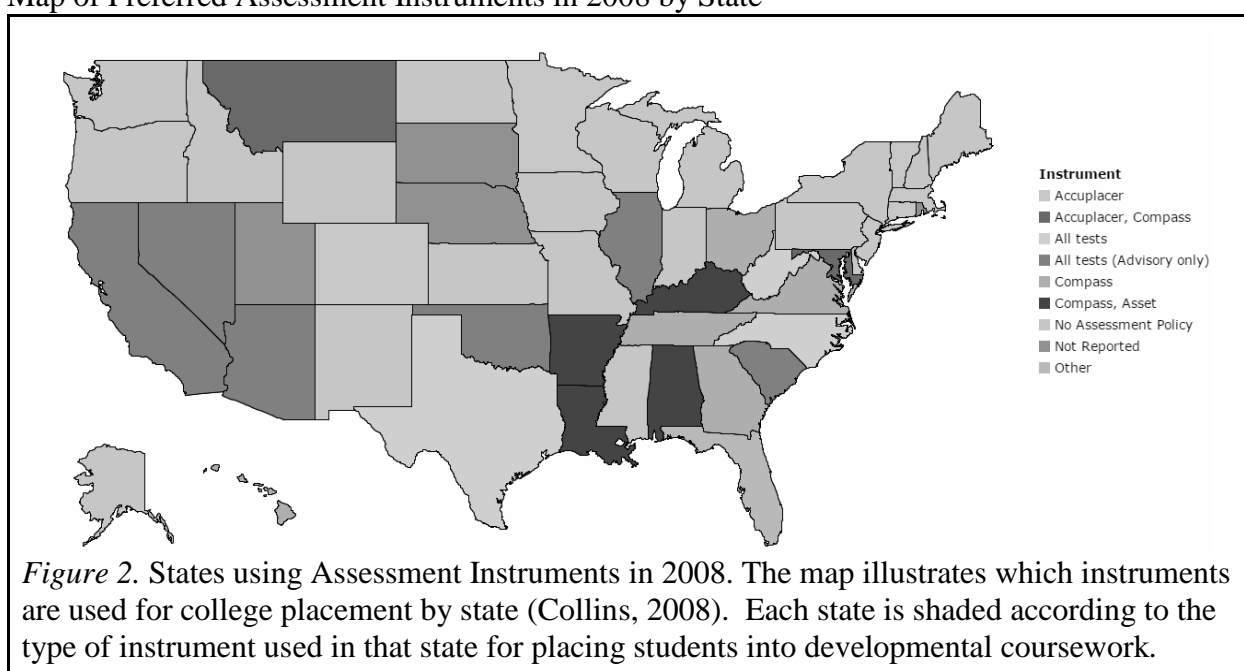 Map of Preferred Assessment Instruments in 2008 by State
Instrument
Accuplacer
Accuplacer, Compass
All tests
All tests (Advisory only)
Compass
Compass, Asset
No Assessment Policy
Not Reported
Other
Figure 2. States using Assessment Instruments in 2008. The map illustrates which instruments
are used for college placement by state (Collins, 2008).  Each state is shaded according to the
type of instrument used in that state for placing students into developmental coursework.